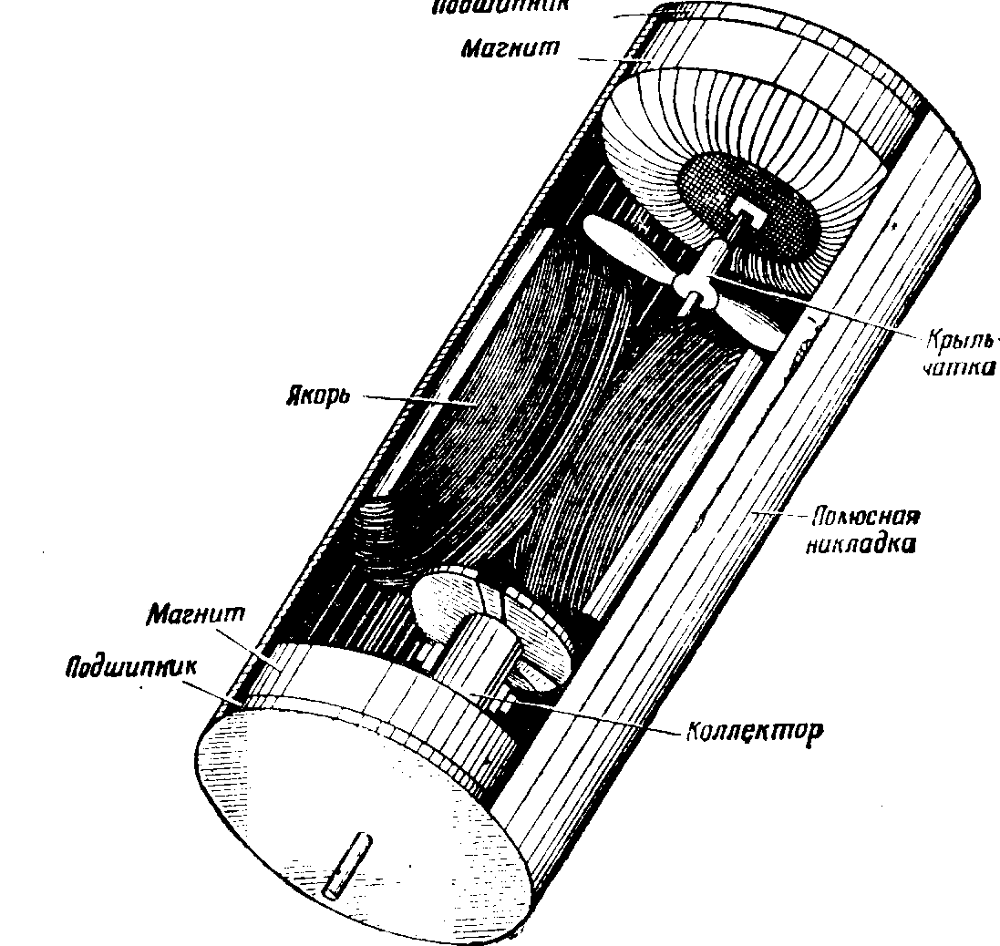 Подшипник
Магнит
Крыль-
чатка
Якорь
Полюсная
накладка
Магнит
Подшипник
Коллектор